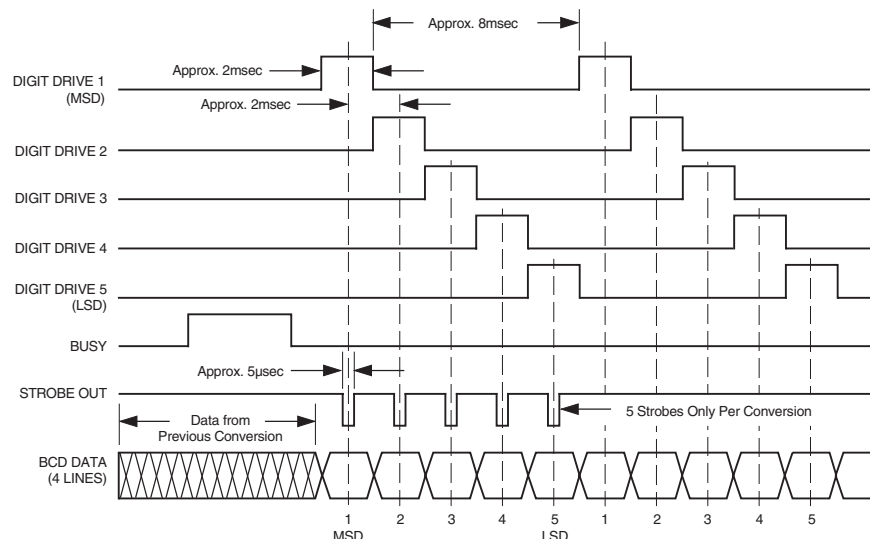 Approx. 8msec
Approx. 2msec
DIGIT DRIVE 1
(MSD)
Approx. 2msec
DIGIT DRIVE 2
DIGIT DRIVE 3
DIGIT DRIVE 4
DIGIT DRIVE 5
(LSD)
BUSY
Approx. 5µsec
STROBE OUT
5 Strobes Only Per Conversion
Data from
Previous Conversion
BCD DATA
(4 LINES)
1 2 3 4 5 1 2 3 4 5
MSD LSD